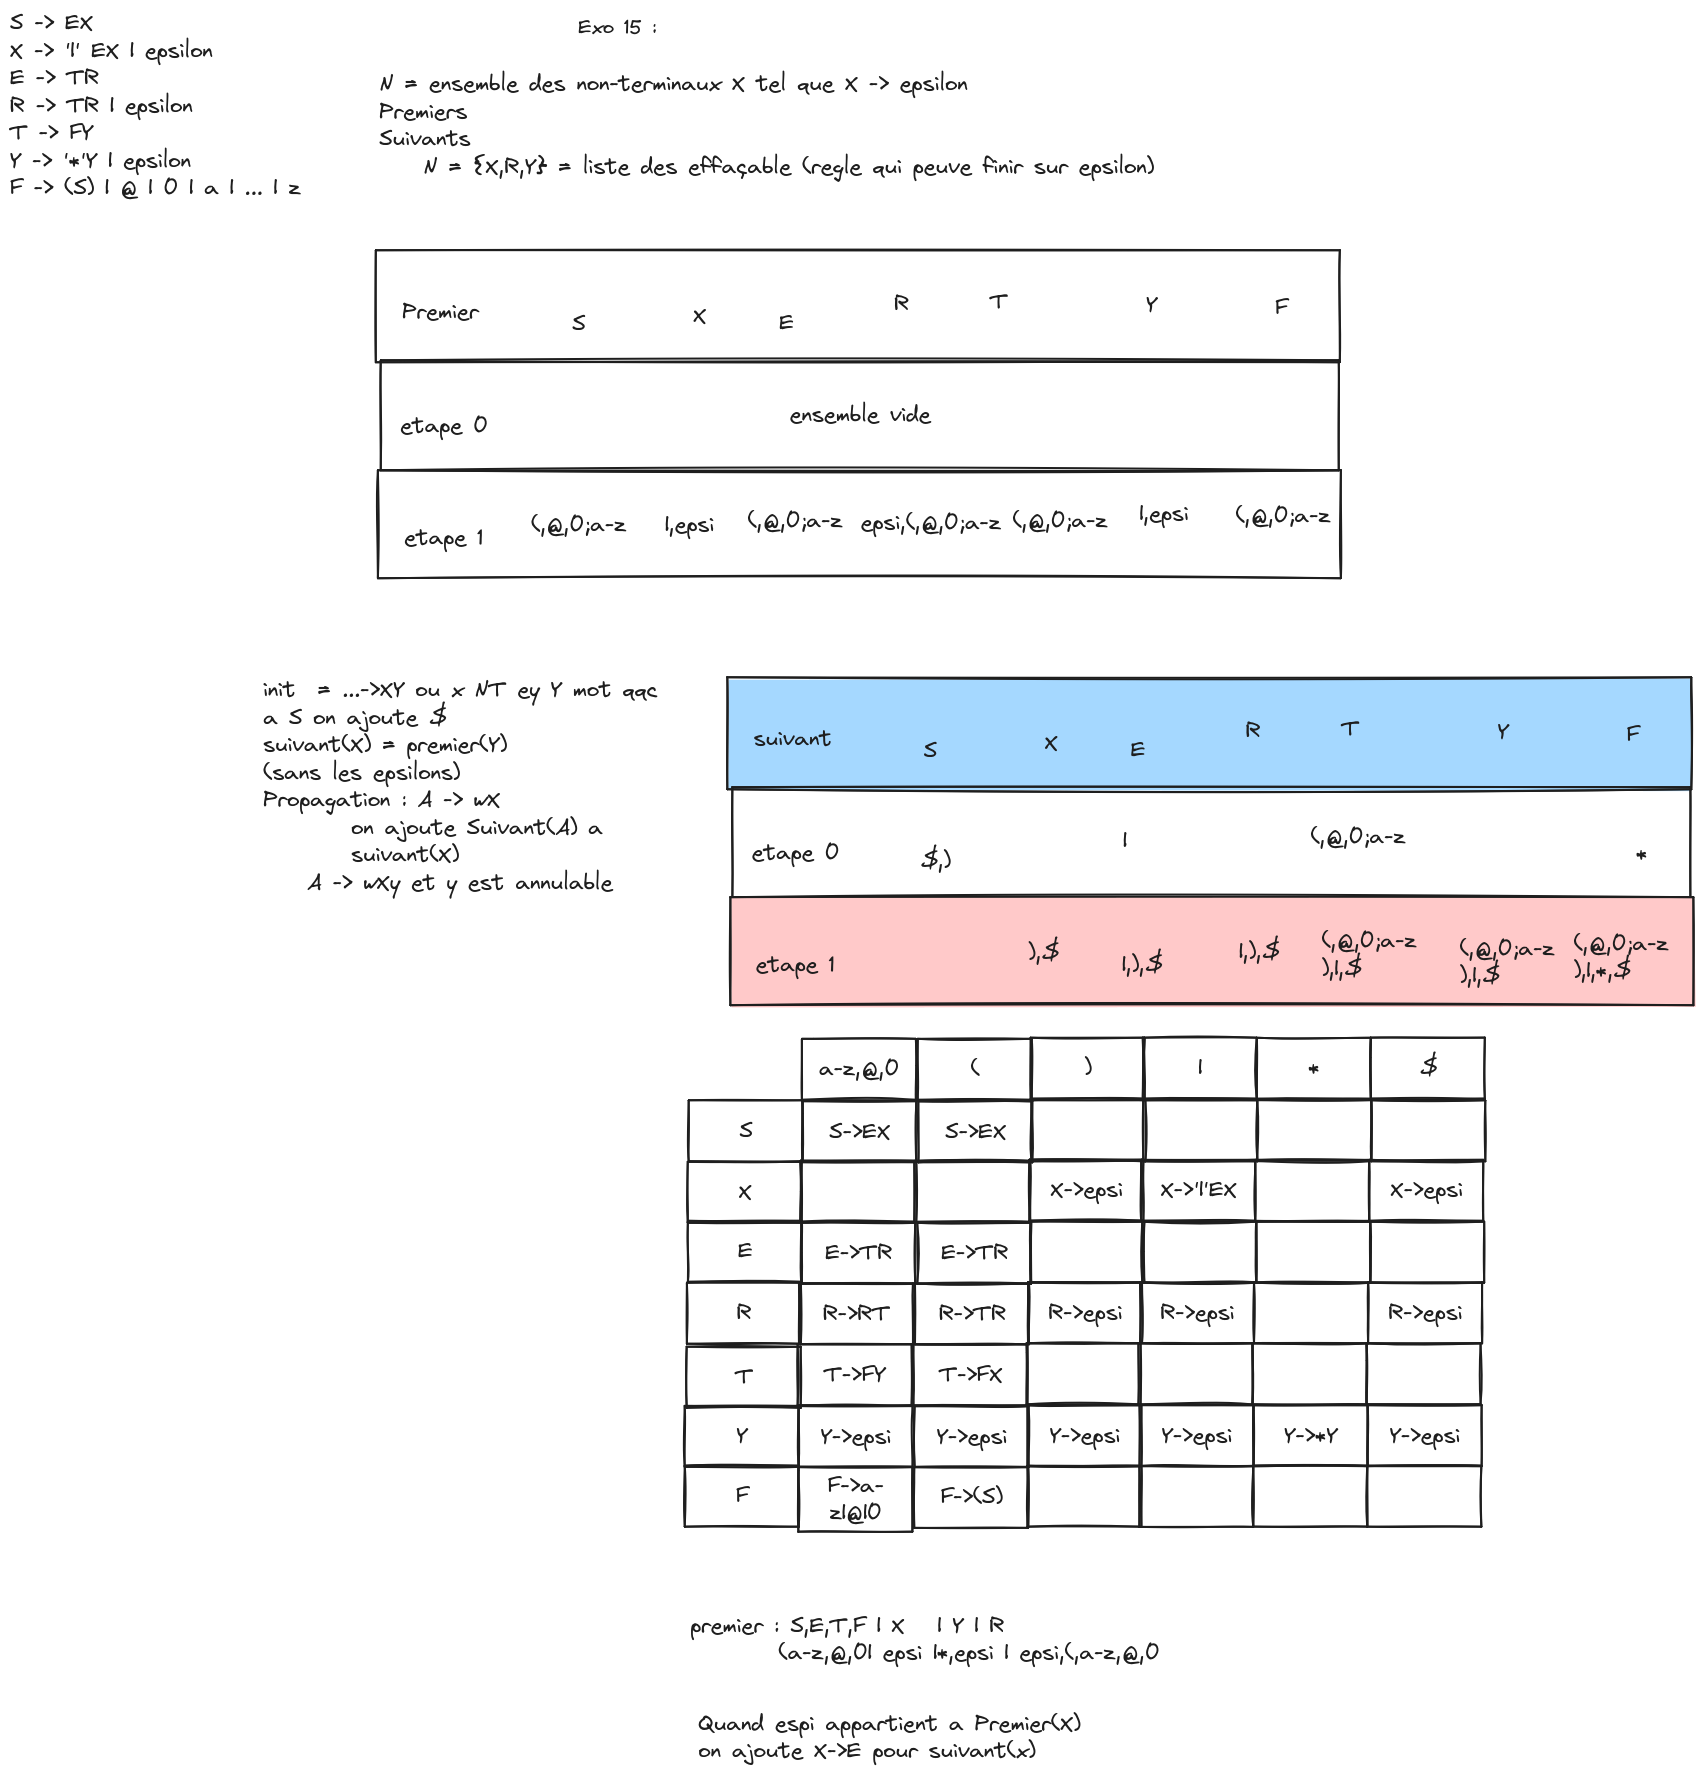 S -> EX
X -> '|' EX | epsilon
E -> TR
R -> TR | epsilon
T -> FY
Y -> '*'Y | epsilon
F -> (S) | @ | 0 | a | ... | z
Exo 15 :
N = ensemble des non-terminaux X tel que X -> epsilon
Premiers
Suivants
N = {X,R,Y} = liste des effaçable (regle qui peuve finir sur epsilon)
Premier S X E R T Y F
etape 0 ensemble vide
etape 1 (,@,0;a-z |,epsi (,@,0;a-z epsi,(,@,0;a-z (,@,0;a-z |,epsi (,@,0;a-z
init = ...->XY ou x NT ey Y mot qqc
a S on ajoute $
suivant(X) = premier(Y)
(sans les epsilons)
Propagation : A -> wX
on ajoute Suivant(A) a
suivant(X)
A -> wXy et y est annulable
suivant S X E R T Y F
etape 0 $,) | (,@,0;a-z *
etape 1 ),$ |,),$ |,),$ (,@,0;a-z (,@,0;a-z (,@,0;a-z
),|,$ ),|,$ ),|,*,$
a-z,@,0 ( ) | * $
S S->EX S->EX
X X->epsi X->'|'EX X->epsi
E E->TR E->TR
R R->RT R->TR R->epsi R->epsi R->epsi
T T->FY T->FX
Y Y->epsi Y->epsi Y->epsi Y->epsi Y->*Y Y->epsi
F F->a- F->(S)
z|@|0
premier : S,E,T,F | X | Y | R
(a-z,@,0| epsi |*,epsi | epsi,(,a-z,@,0
Quand espi appartient a Premier(X)
on ajoute X->E pour suivant(x)